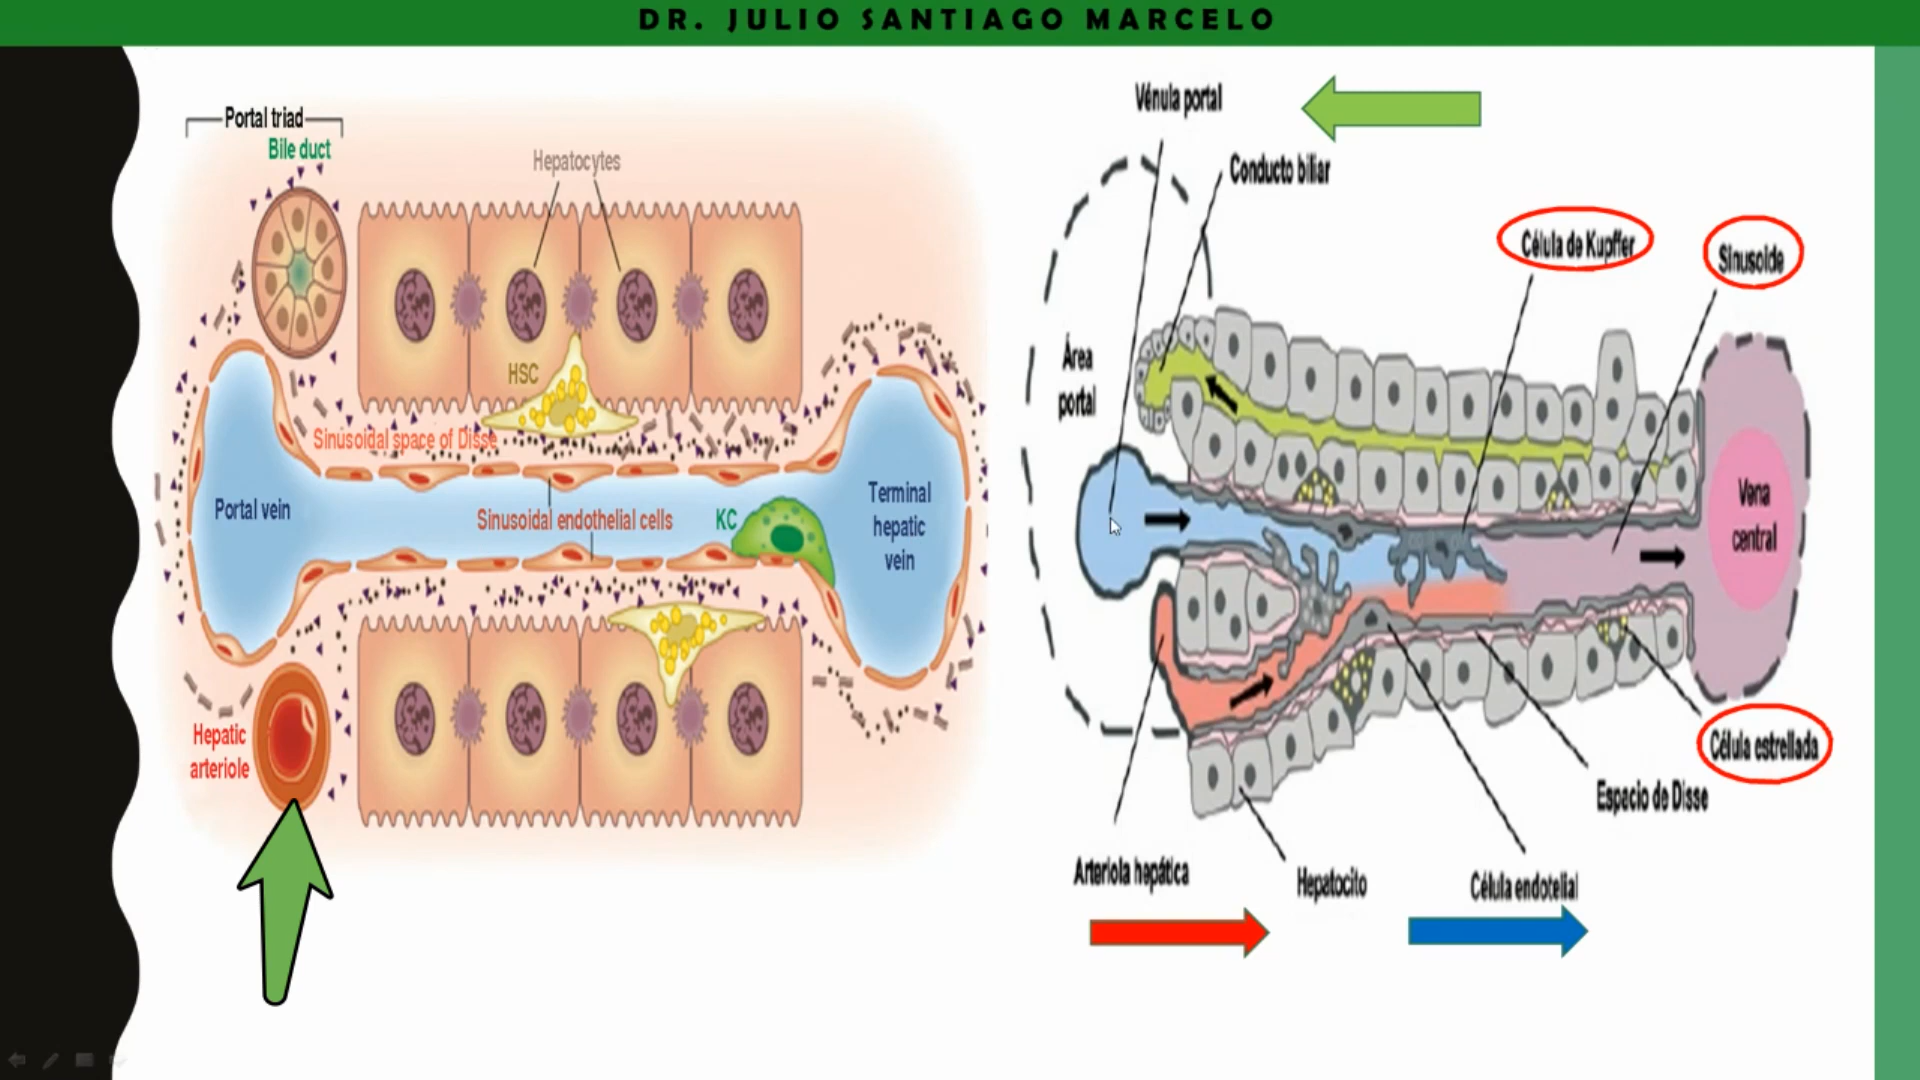 DR. JULIO SANTIAGO MARCELO
Portal triad
Bile duct
Hepatocytes
HSC
Sinusoidal space of Disse
Portal vein
Sinusoidal endothelial cells
KC
Terminal
hepatic
vein
Hepatic
arteriole
Vénula portal
Conducto biliar
Célula de Kupffer
Sinusoide
Área
portal
Vena
central
Célula estrellada
Espacio de Disse
Arteriola hepática
Hepatocito
Célula endotelial